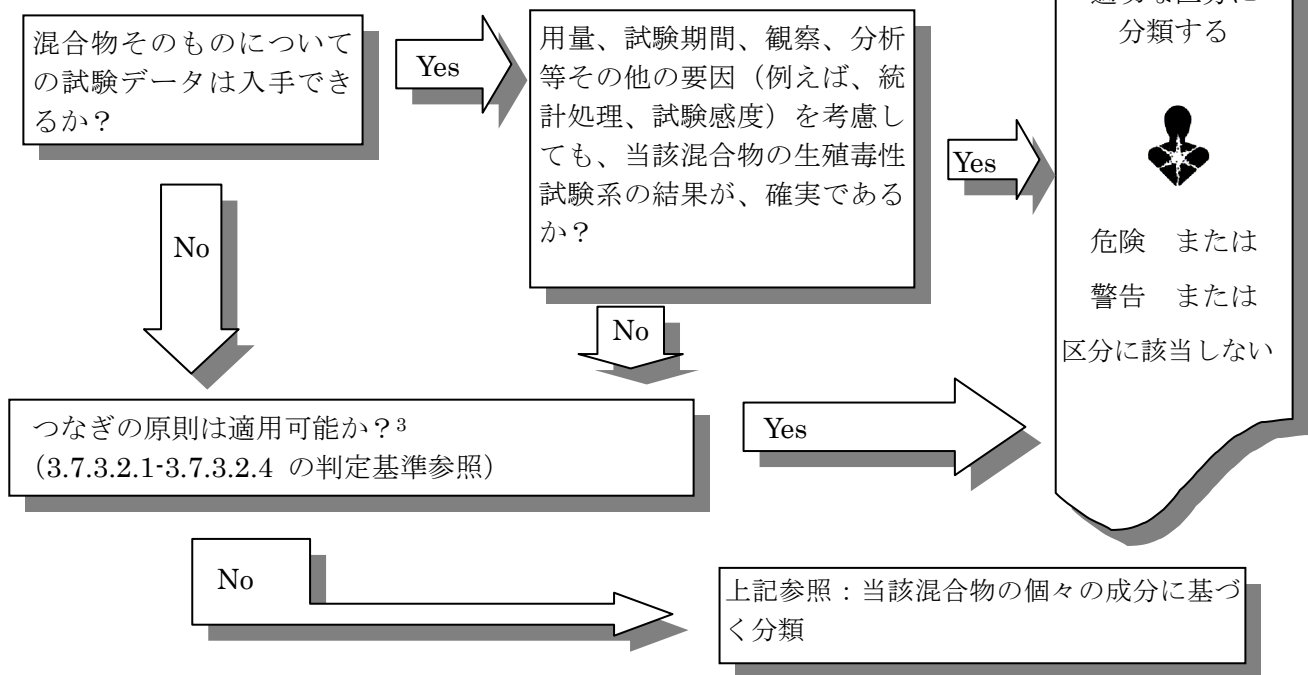 混合物そのものについて
の試験データは入手でき
るか？
Yes
用量、試験期間、観察、分析
等その他の要因（例えば、統
計処理、試験感度）を考慮し
ても、当該混合物の生殖毒性
試験系の結果が、確実である
か？
Yes
適切な区分に
分類する
危険　または
警告　または
区分に該当しない
No
No
つなぎの原則は適用可能か？³
（3.7.3.2.1-3.7.3.2.4 の判定基準参照）
Yes
No
上記参照：当該混合物の個々の成分に基づ
く分類